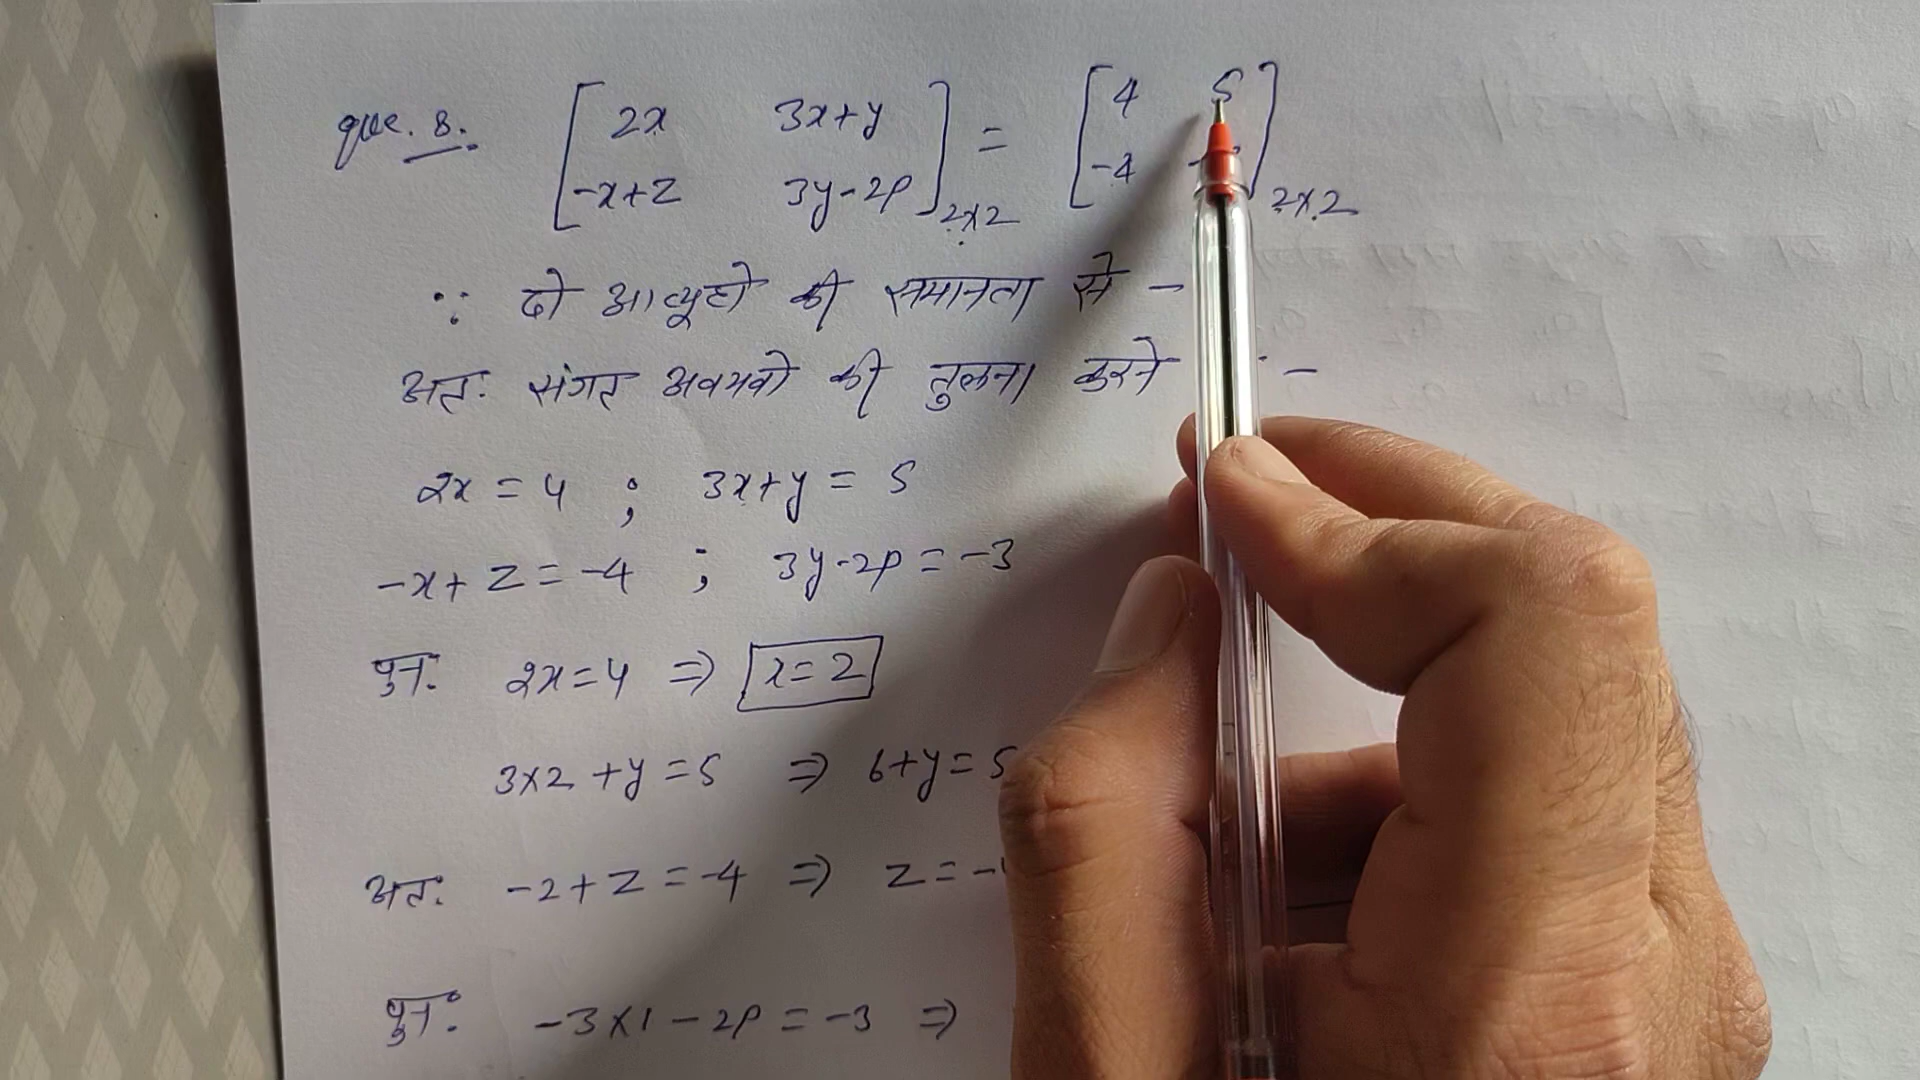 que. 8. [ 2x 3x+y ] = [ 4 5 ]
[ -x+z 3y-2p ]2×2 [ -4 ]2×2
∵ दो आव्यूहो की समानता से -
अतः संगत अवयवो की तुलना करने -
2x = 4 ; 3x+y = 5
-x+z = -4 ; 3y-2p = -3
पुनः 2x=4 ⇒ x=2
3×2 +y =5 ⇒ 6+y=5
अतः -2+z = -4 ⇒ z = -
पुनः -3×1 - 2p = -3 ⇒